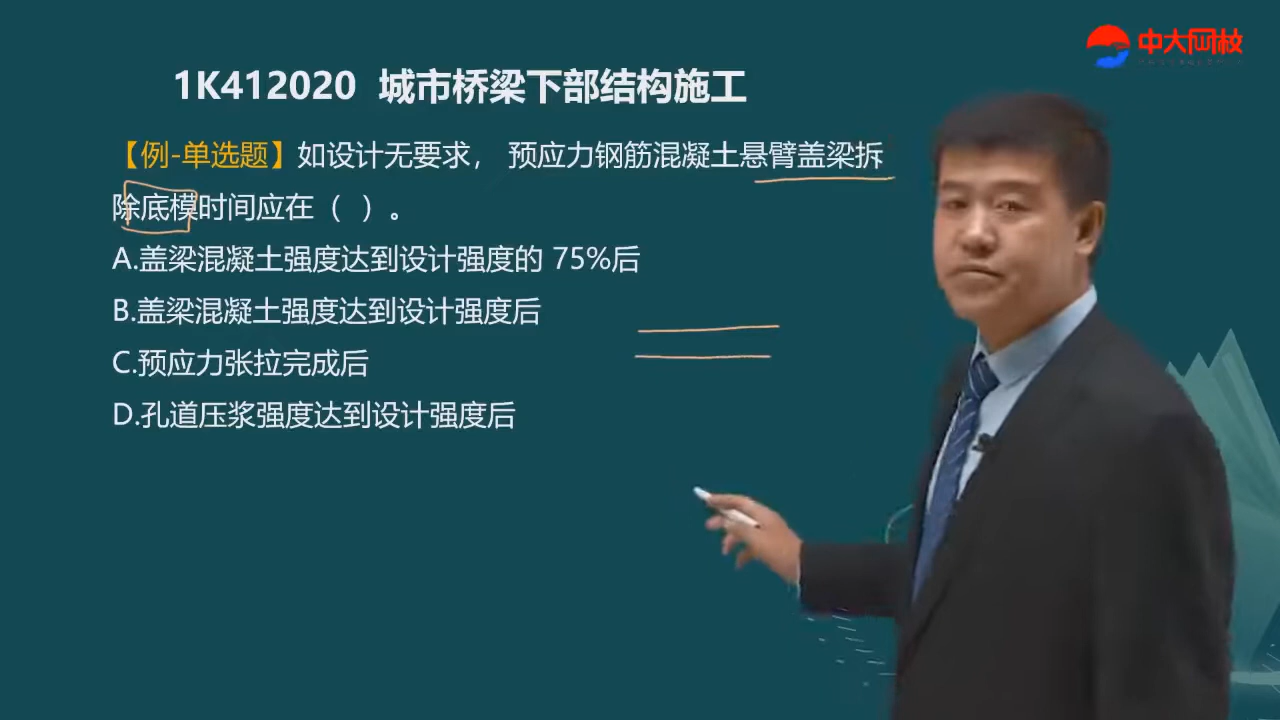 中大网校
1K412020 城市桥梁下部结构施工
【例-单选题】如设计无要求， 预应力钢筋混凝土悬臂盖梁拆
除底模时间应在（ ）。
A.盖梁混凝土强度达到设计强度的 75%后
B.盖梁混凝土强度达到设计强度后
C.预应力张拉完成后
D.孔道压浆强度达到设计强度后